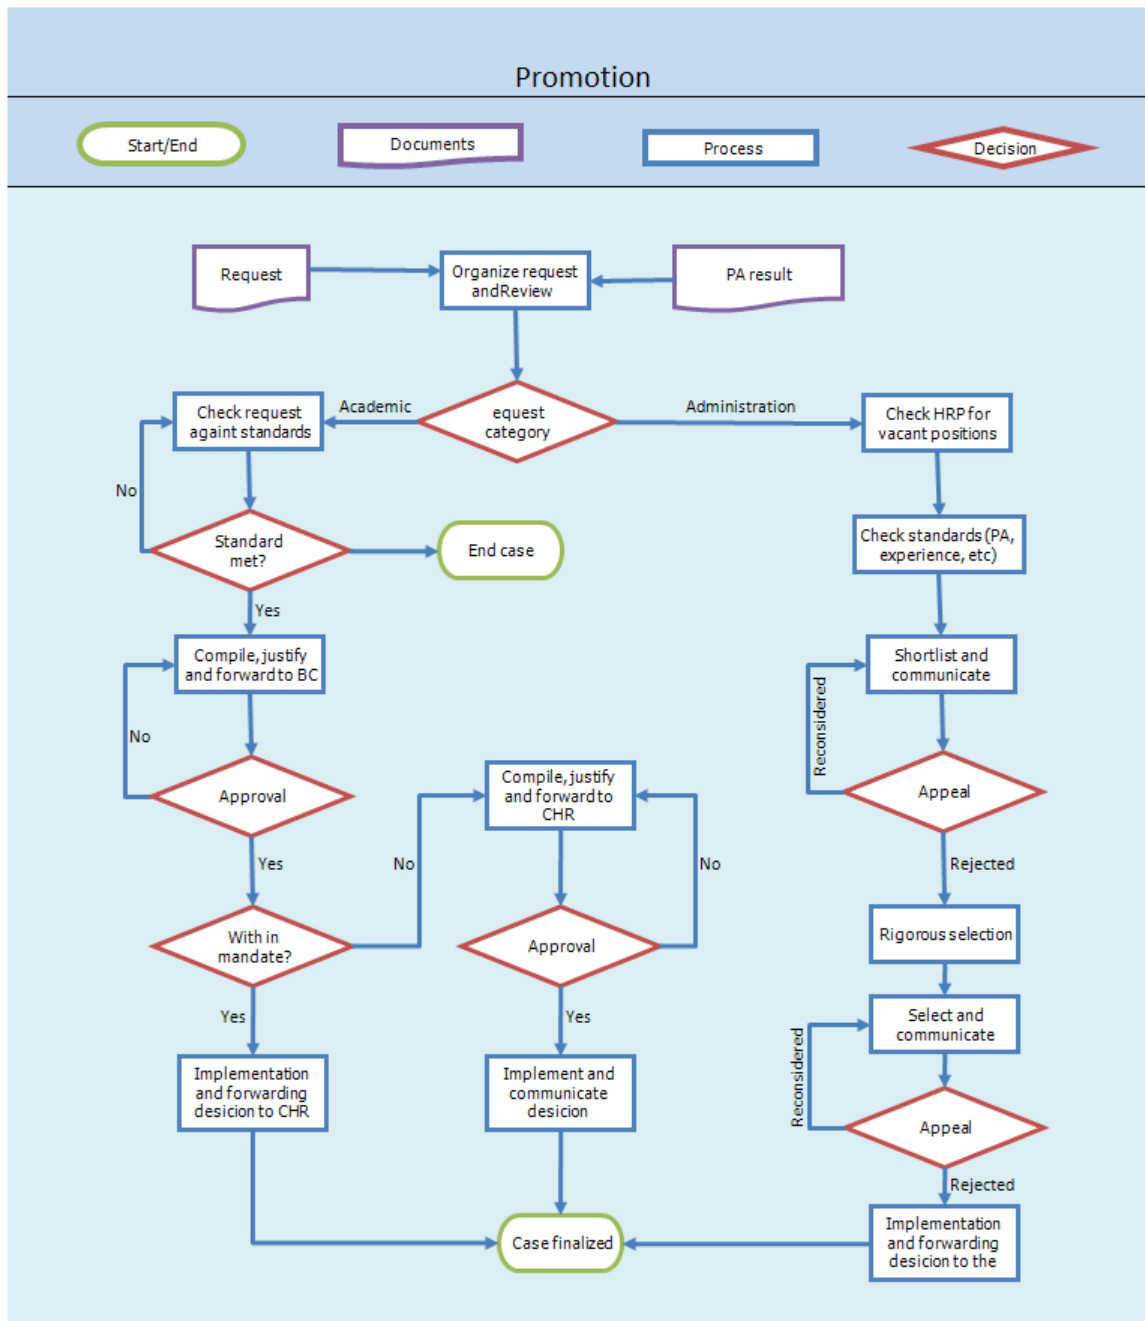 Promotion
Start/End
Documents
Process
Decision
Request
Organize request
andReview
PA result
Academic
equest
category
Administration
Check request
againt standards
Check HRP for
vacant positions
No
Standard
met?
End case
Check standards (PA,
experience, etc)
Yes
Compile, justify
and forward to BC
Shortlist and
communicate
Reconsidered
No
Approval
Compile, justify
and forward to
CHR
Appeal
Yes
No
No
Rejected
With in
mandate?
Approval
Rigorous selection
Yes
Yes
Select and
communicate
Reconsidered
Implementation
and forwarding
desicion to CHR
Implement and
communicate
desicion
Appeal
Rejected
Case finalized
Implementation
and forwarding
desicion to the